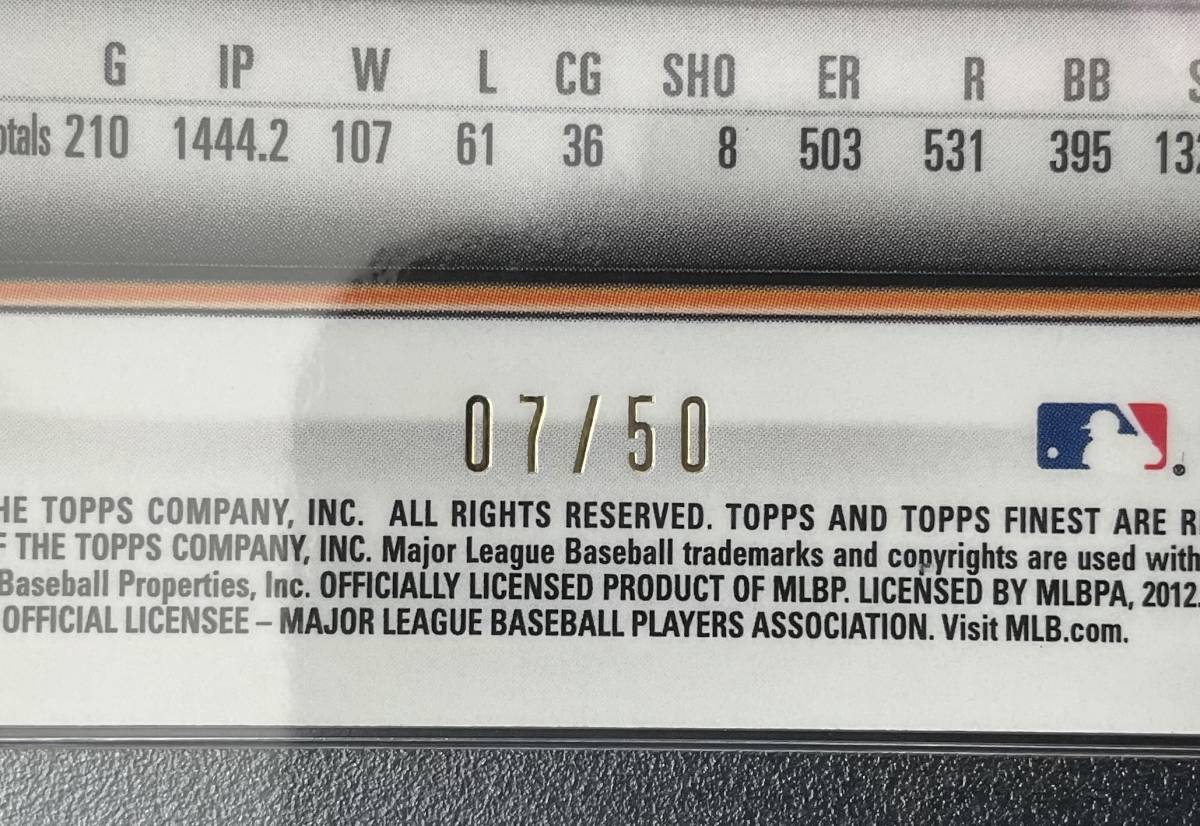 G IP W L CG SHO ER R BB
210 1444.2 107 61 36 8 503 531 395
07/50
TOPPS COMPANY, INC. ALL RIGHTS RESERVED. TOPPS AND TOPPS FINEST ARE
THE TOPPS COMPANY, INC. Major League Baseball trademarks and copyrights are used with
Baseball Properties, Inc. OFFICIALLY LICENSED PRODUCT OF MLBP. LICENSED BY MLBPA, 2012.
OFFICIAL LICENSEE – MAJOR LEAGUE BASEBALL PLAYERS ASSOCIATION. Visit MLB.com.